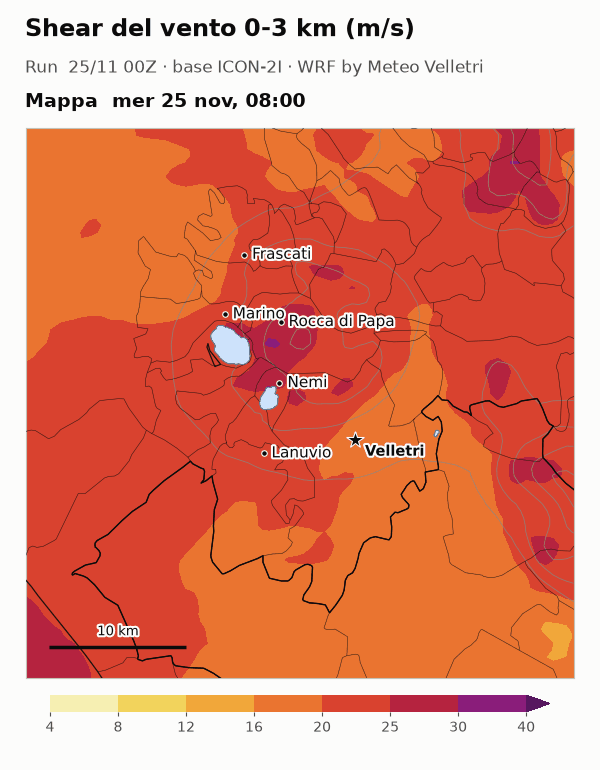 Shear del vento 0-3 km (m/s)
Run 25/11 00Z · base ICON-2I · WRF by Meteo Velletri
Mappa mer 25 nov, 08:00
Frascati
Marino
Rocca di Papa
Nemi
Velletri
Lanuvio
10 km
4 8 12 16 20 25 30 40